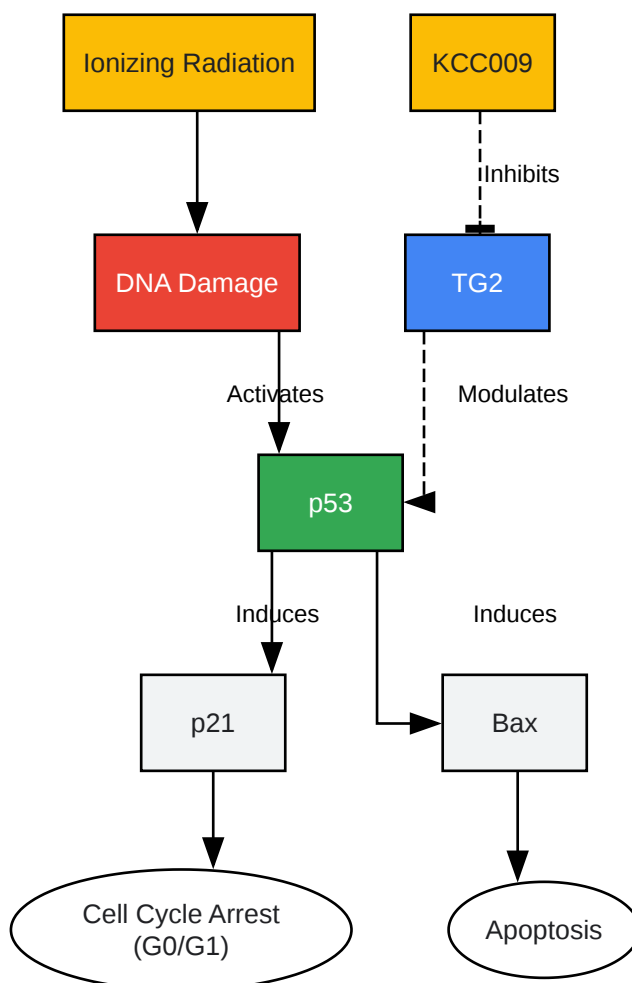 Ionizing Radiation
KCC009
Inhibits
DNA Damage
TG2
Activates
Modulates
p53
Induces
Induces
p21
Bax
Cell Cycle Arrest
(G0/G1)
Apoptosis